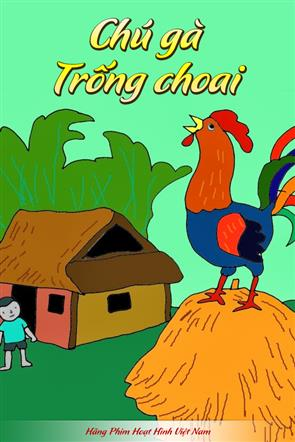 Chú gà
Trống choai
Hãng Phim Hoạt Hình Việt Nam